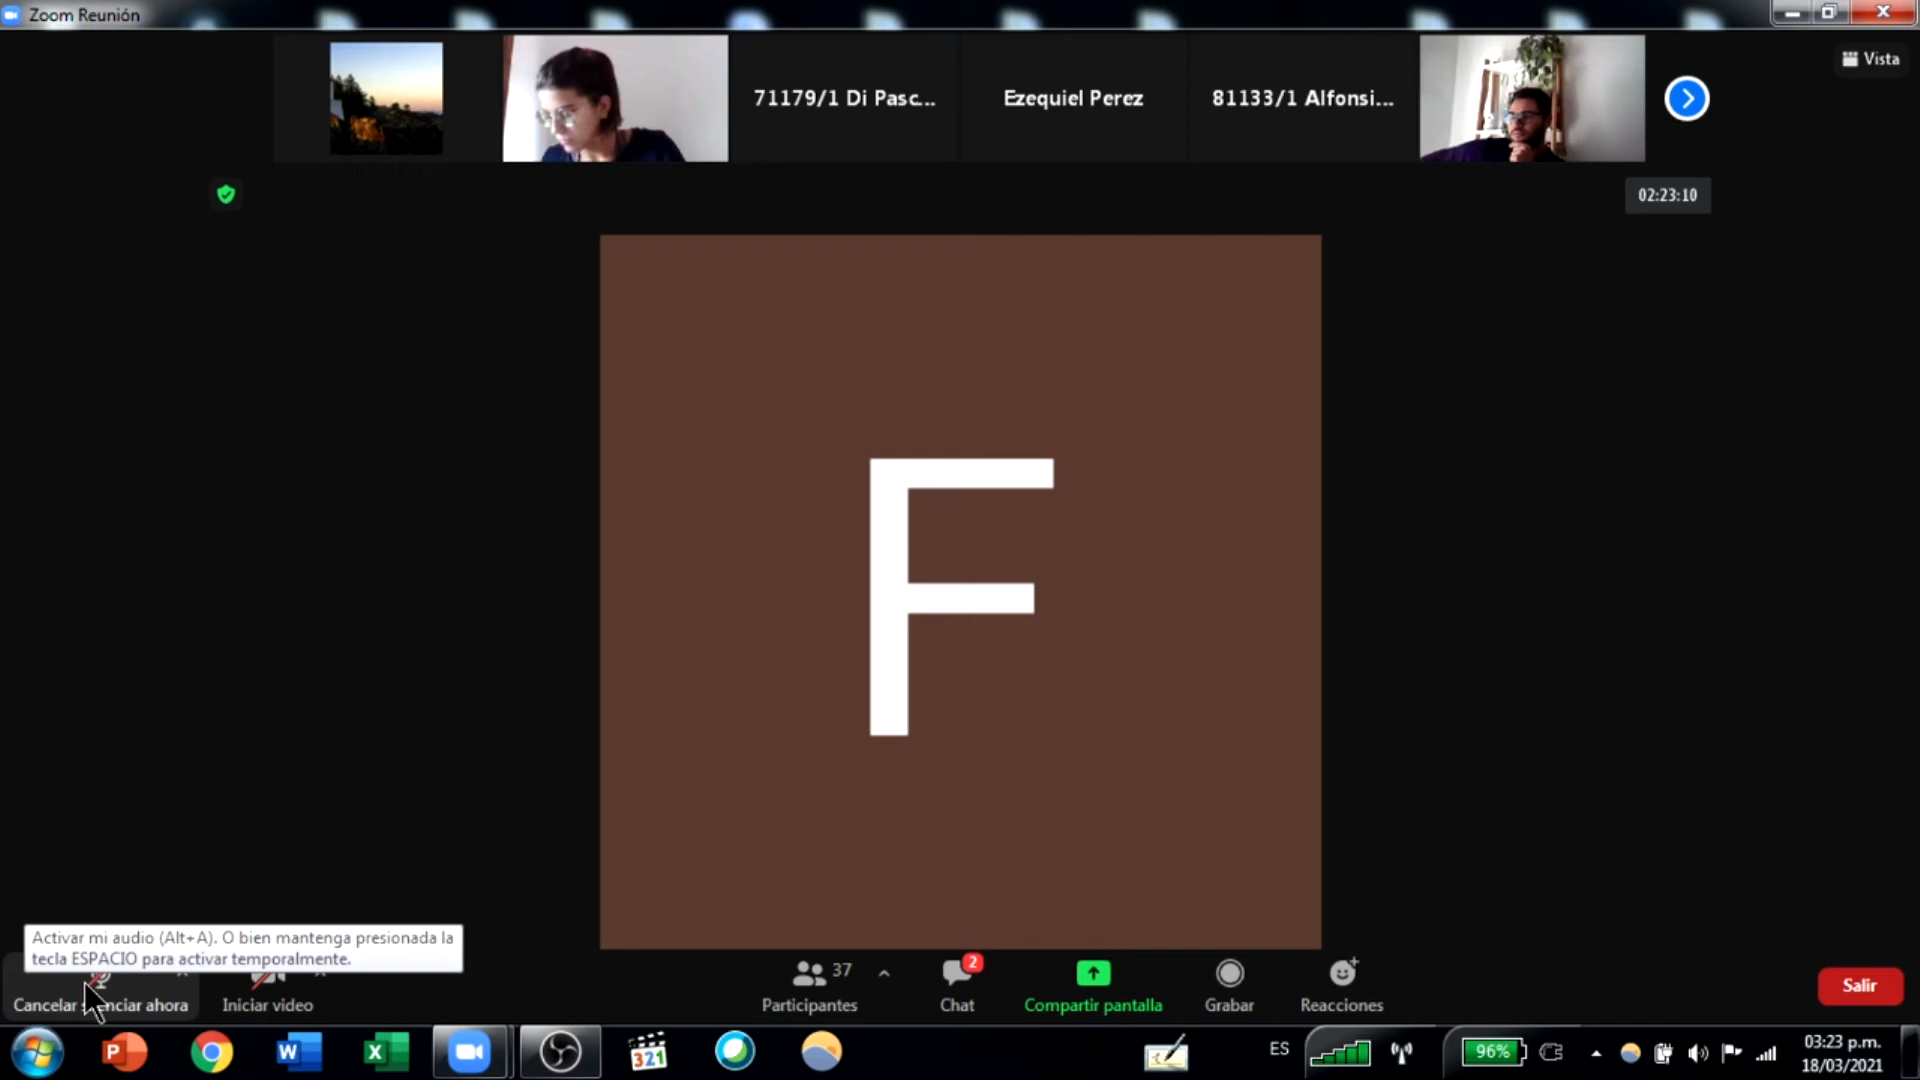 Zoom Reunión
Vista
71179/1 Di Pasc...
Ezequiel Perez
81133/1 Alfonsi...
02:23:10
F
Activar mi audio (Alt+A). O bien mantenga presionada la
tecla ESPACIO para activar temporalmente.
37
2
Cancelar ahora
Iniciar video
Participantes
Chat
Compartir pantalla
Grabar
Reacciones
Salir
P
W
X
321
ES
96%
03:23 p.m.
18/03/2021